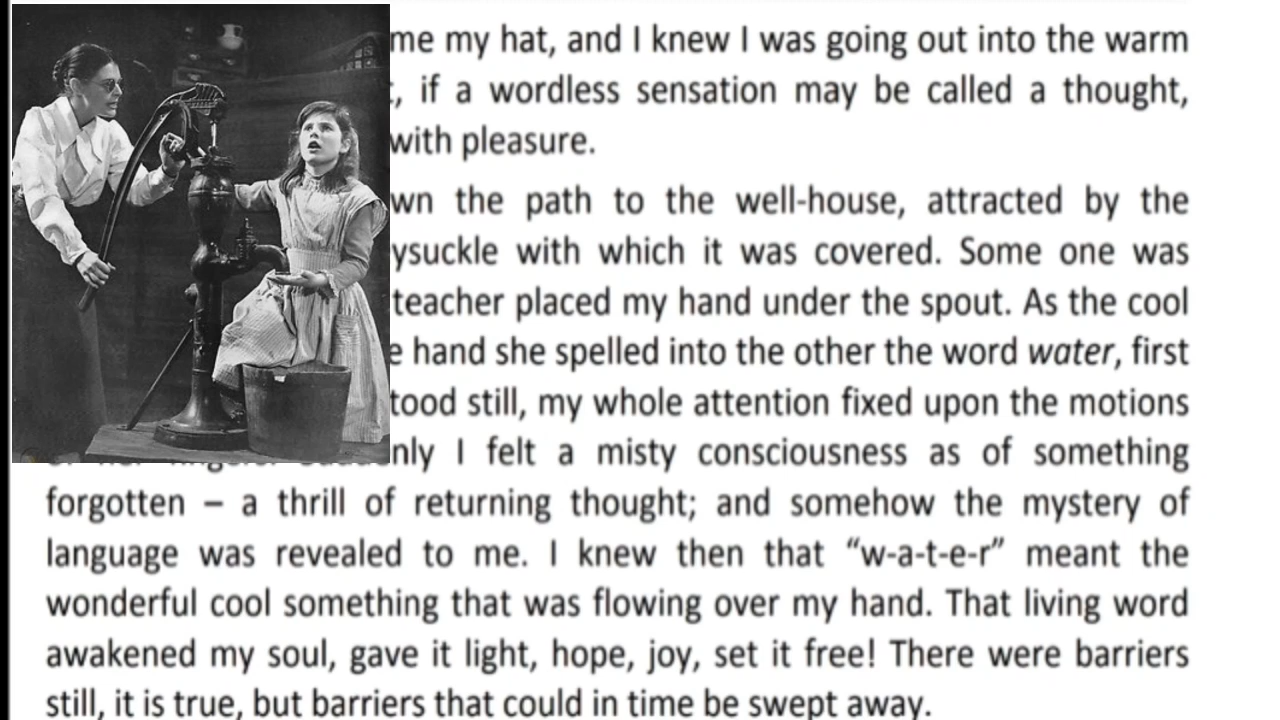 me my hat, and I knew I was going out into the warm
, if a wordless sensation may be called a thought,
with pleasure.
wn the path to the well-house, attracted by the
ysuckle with which it was covered. Some one was
teacher placed my hand under the spout. As the cool
e hand she spelled into the other the word water, first
tood still, my whole attention fixed upon the motions
nly I felt a misty consciousness as of something
forgotten – a thrill of returning thought; and somehow the mystery of
language was revealed to me. I knew then that “w-a-t-e-r” meant the
wonderful cool something that was flowing over my hand. That living word
awakened my soul, gave it light, hope, joy, set it free! There were barriers
still, it is true, but barriers that could in time be swept away.